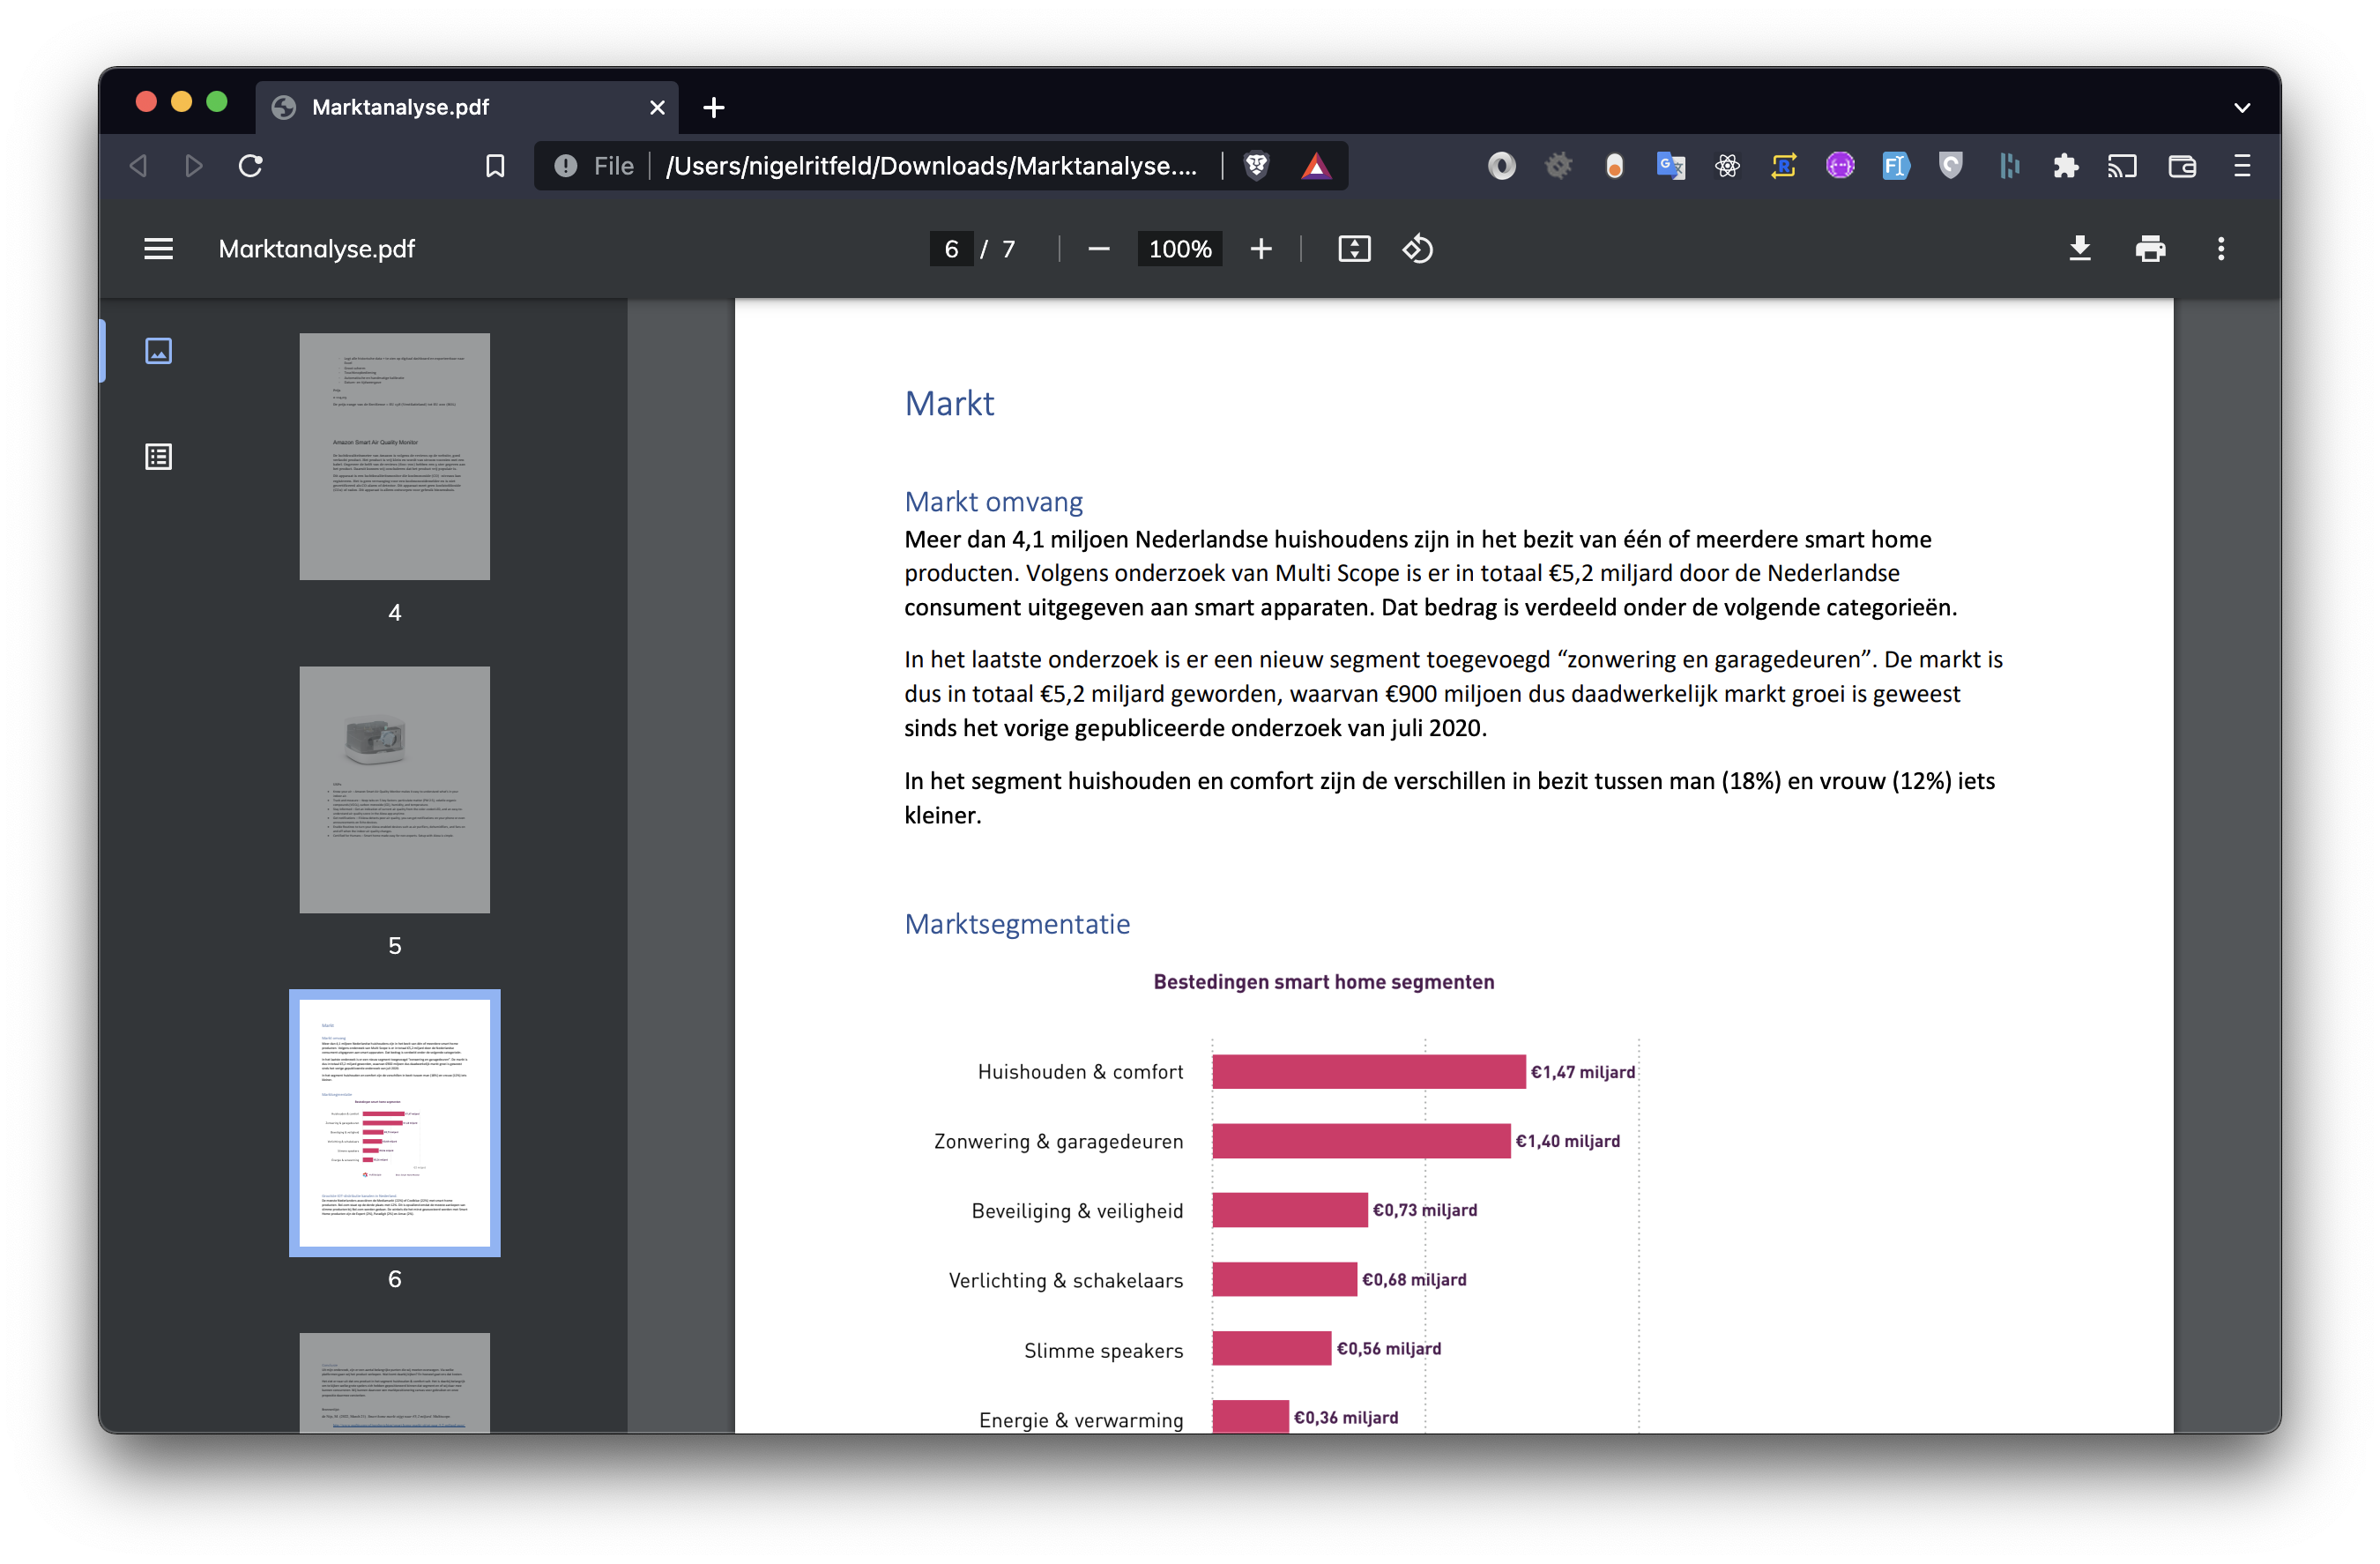 Marktanalyse.pdf
File
/Users/nigelritfeld/Downloads/Marktanalyse....
Marktanalyse.pdf
6 / 7
100%
Amazon Smart Air Quality Monitor
4
5
6
Markt
Markt omvang
Meer dan 4,1 miljoen Nederlandse huishoudens zijn in het bezit van één of meerdere smart home
producten. Volgens onderzoek van Multi Scope is er in totaal €5,2 miljard door de Nederlandse
consument uitgegeven aan smart apparaten. Dat bedrag is verdeeld onder de volgende categorieën.
In het laatste onderzoek is er een nieuw segment toegevoegd “zonwering en garagedeuren”. De markt is
dus in totaal €5,2 miljard geworden, waarvan €900 miljoen dus daadwerkelijk markt groei is geweest
sinds het vorige gepubliceerde onderzoek van juli 2020.
In het segment huishouden en comfort zijn de verschillen in bezit tussen man (18%) en vrouw (12%) iets
kleiner.
Marktsegmentatie
Bestedingen smart home segmenten
Huishouden & comfort €1,47 miljard
Zonwering & garagedeuren €1,40 miljard
Beveiliging & veiligheid €0,73 miljard
Verlichting & schakelaars €0,68 miljard
Slimme speakers €0,56 miljard
Energie & verwarming €0,36 miljard